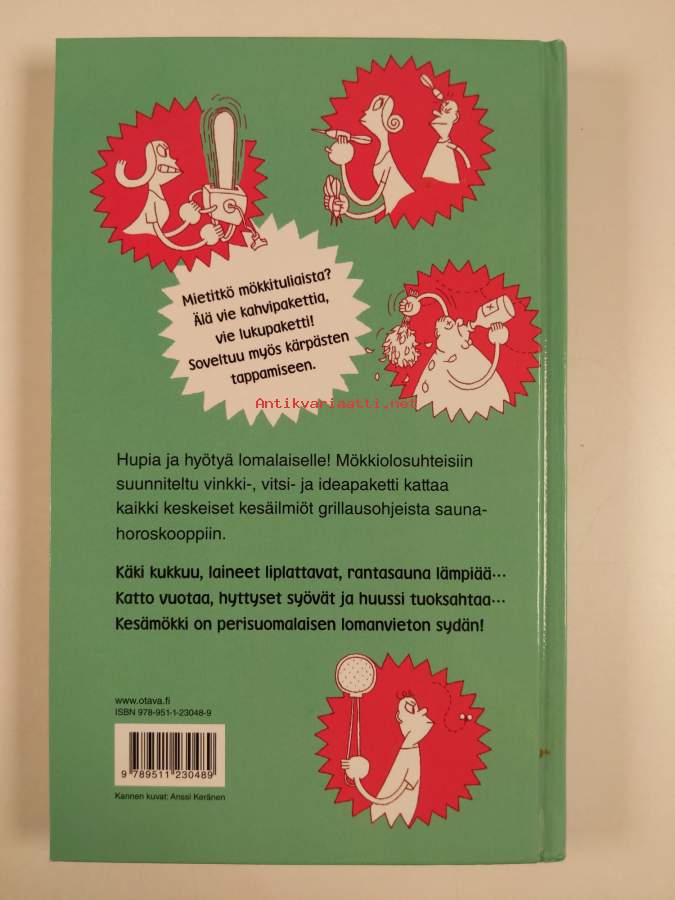 Mietitkö mökkituliaista?
Älä vie kahvipakettia,
vie lukupaketti!
Soveltuu myös kärpästen
tappamiseen.
Antikvariaatti.net
Hupia ja hyötyä lomalaiselle! Mökkiolosuhteisiin
suunniteltu vinkki-, vitsi- ja ideapaketti kattaa
kaikki keskeiset kesäilmiöt grillausohjeista sauna-
horoskooppiin.
Käki kukkuu, laineet liplattavat, rantasauna lämpiää...
Katto vuotaa, hyttyset syövät ja huussi tuoksahtaa...
Kesämökki on perisuomalaisen lomanvieton sydän!
www.otava.fi
ISBN 978-951-1-23048-9
9 789511 230489
Kannen kuvat: Anssi Keränen